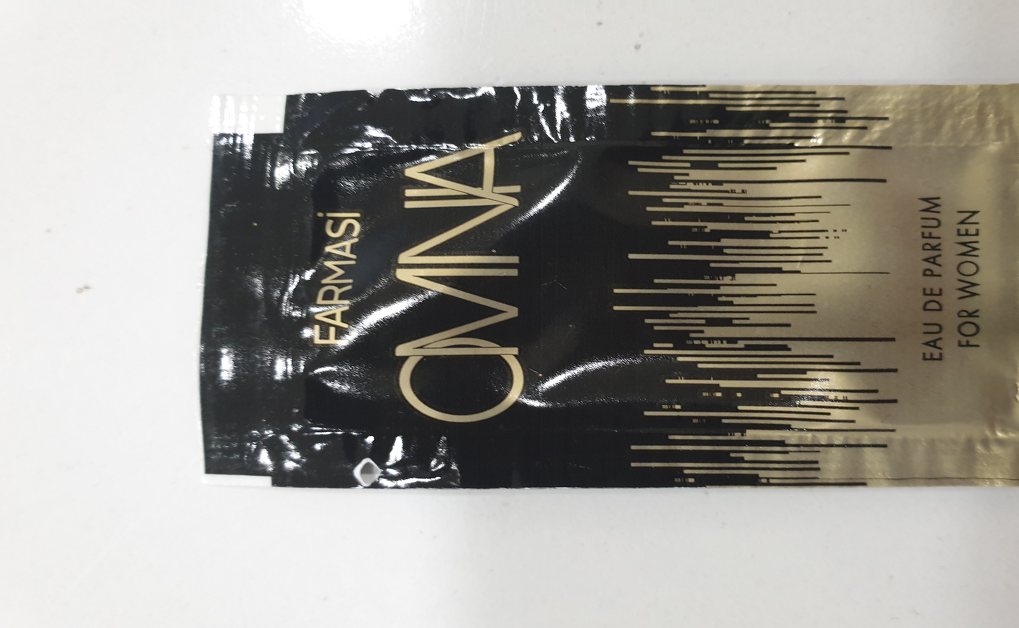 FARMASi
OMNIA
EAU DE PARFUM
FOR WOMEN